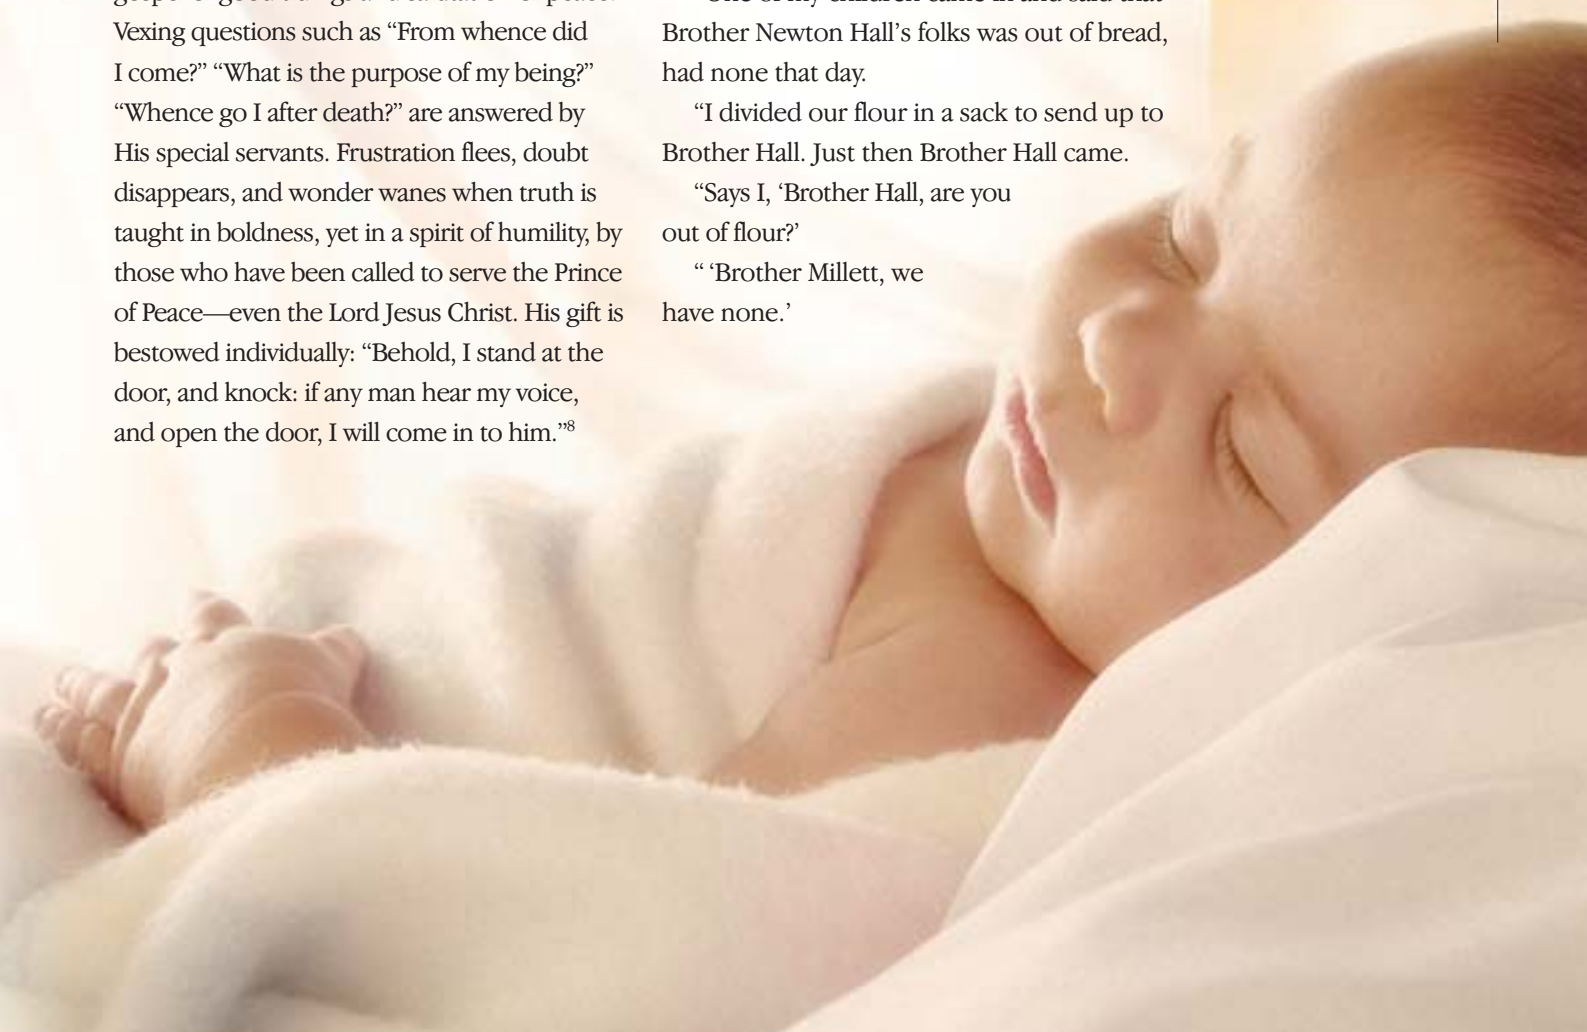 Vexing questions such as “From whence did
I come?” “What is the purpose of my being?”
“Whence go I after death?” are answered by
His special servants. Frustration flees, doubt
disappears, and wonder wanes when truth is
taught in boldness, yet in a spirit of humility, by
those who have been called to serve the Prince
of Peace—even the Lord Jesus Christ. His gift is
bestowed individually: “Behold, I stand at the
door, and knock: if any man hear my voice,
and open the door, I will come in to him.”8
Brother Newton Hall’s folks was out of bread,
had none that day.
“I divided our flour in a sack to send up to
Brother Hall. Just then Brother Hall came.
“Says I, ‘Brother Hall, are you
out of flour?’
“ ‘Brother Millett, we
have none.’